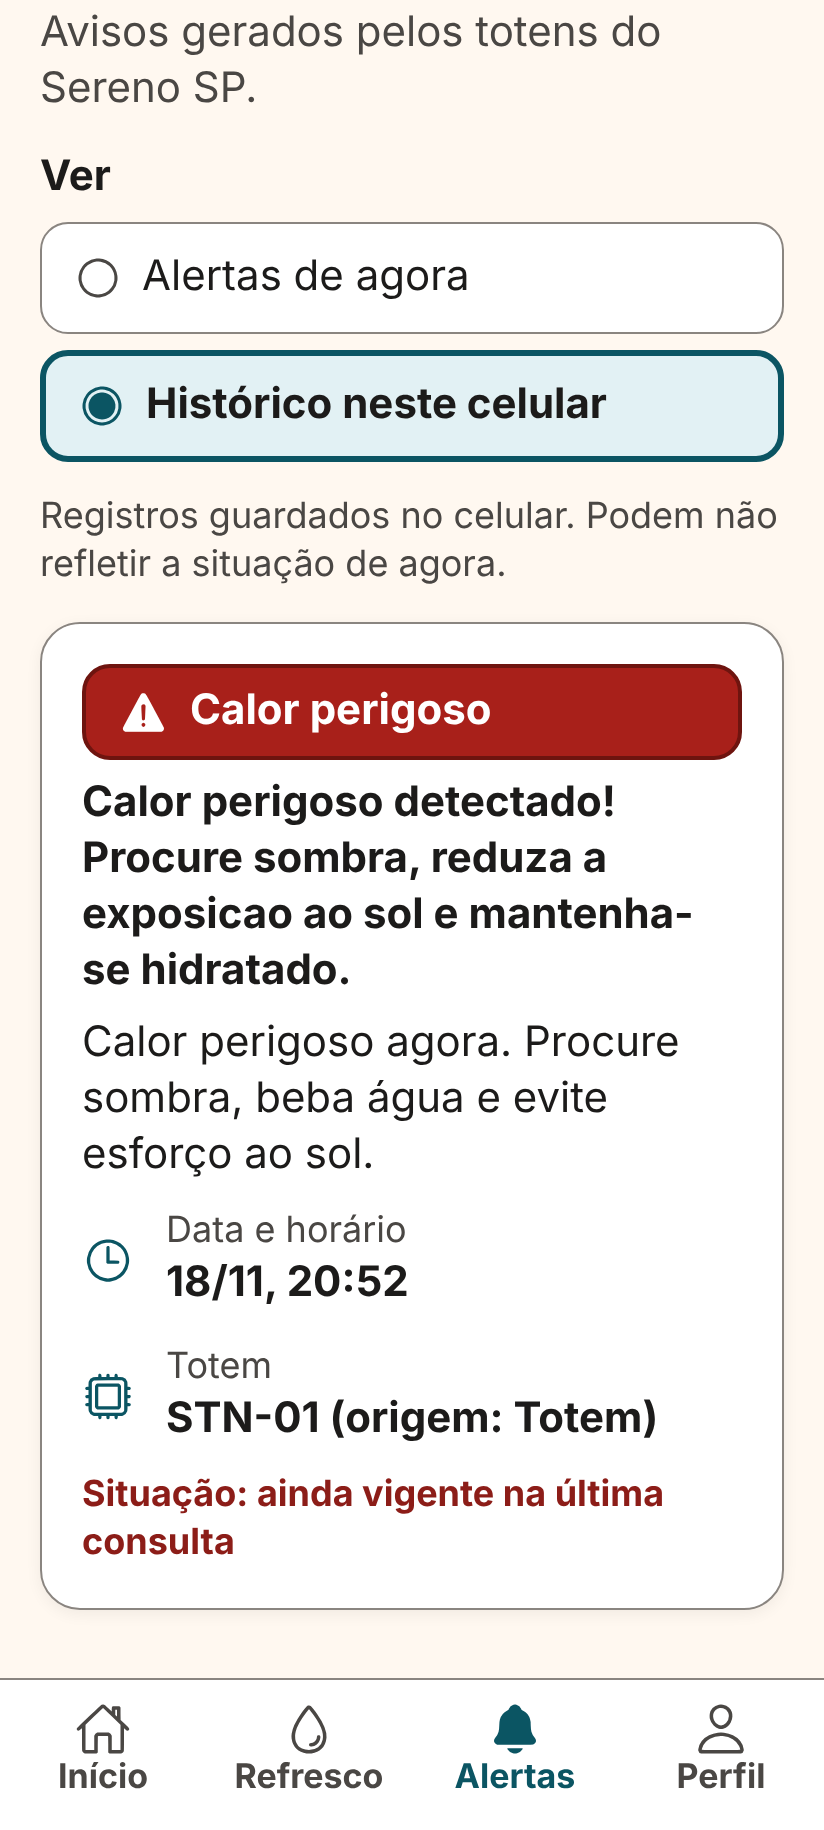 Avisos gerados pelos totens do
Sereno SP.
Ver
Alertas de agora
Histórico neste celular
Registros guardados no celular. Podem não
refletir a situação de agora.
Calor perigoso
Calor perigoso detectado!
Procure sombra, reduza a
exposicao ao sol e mantenha-
se hidratado.
Calor perigoso agora. Procure
sombra, beba água e evite
esforço ao sol.
Data e horário
18/11, 20:52
Totem
STN-01 (origem: Totem)
Situação: ainda vigente na última
consulta
Início
Refresco
Alertas
Perfil